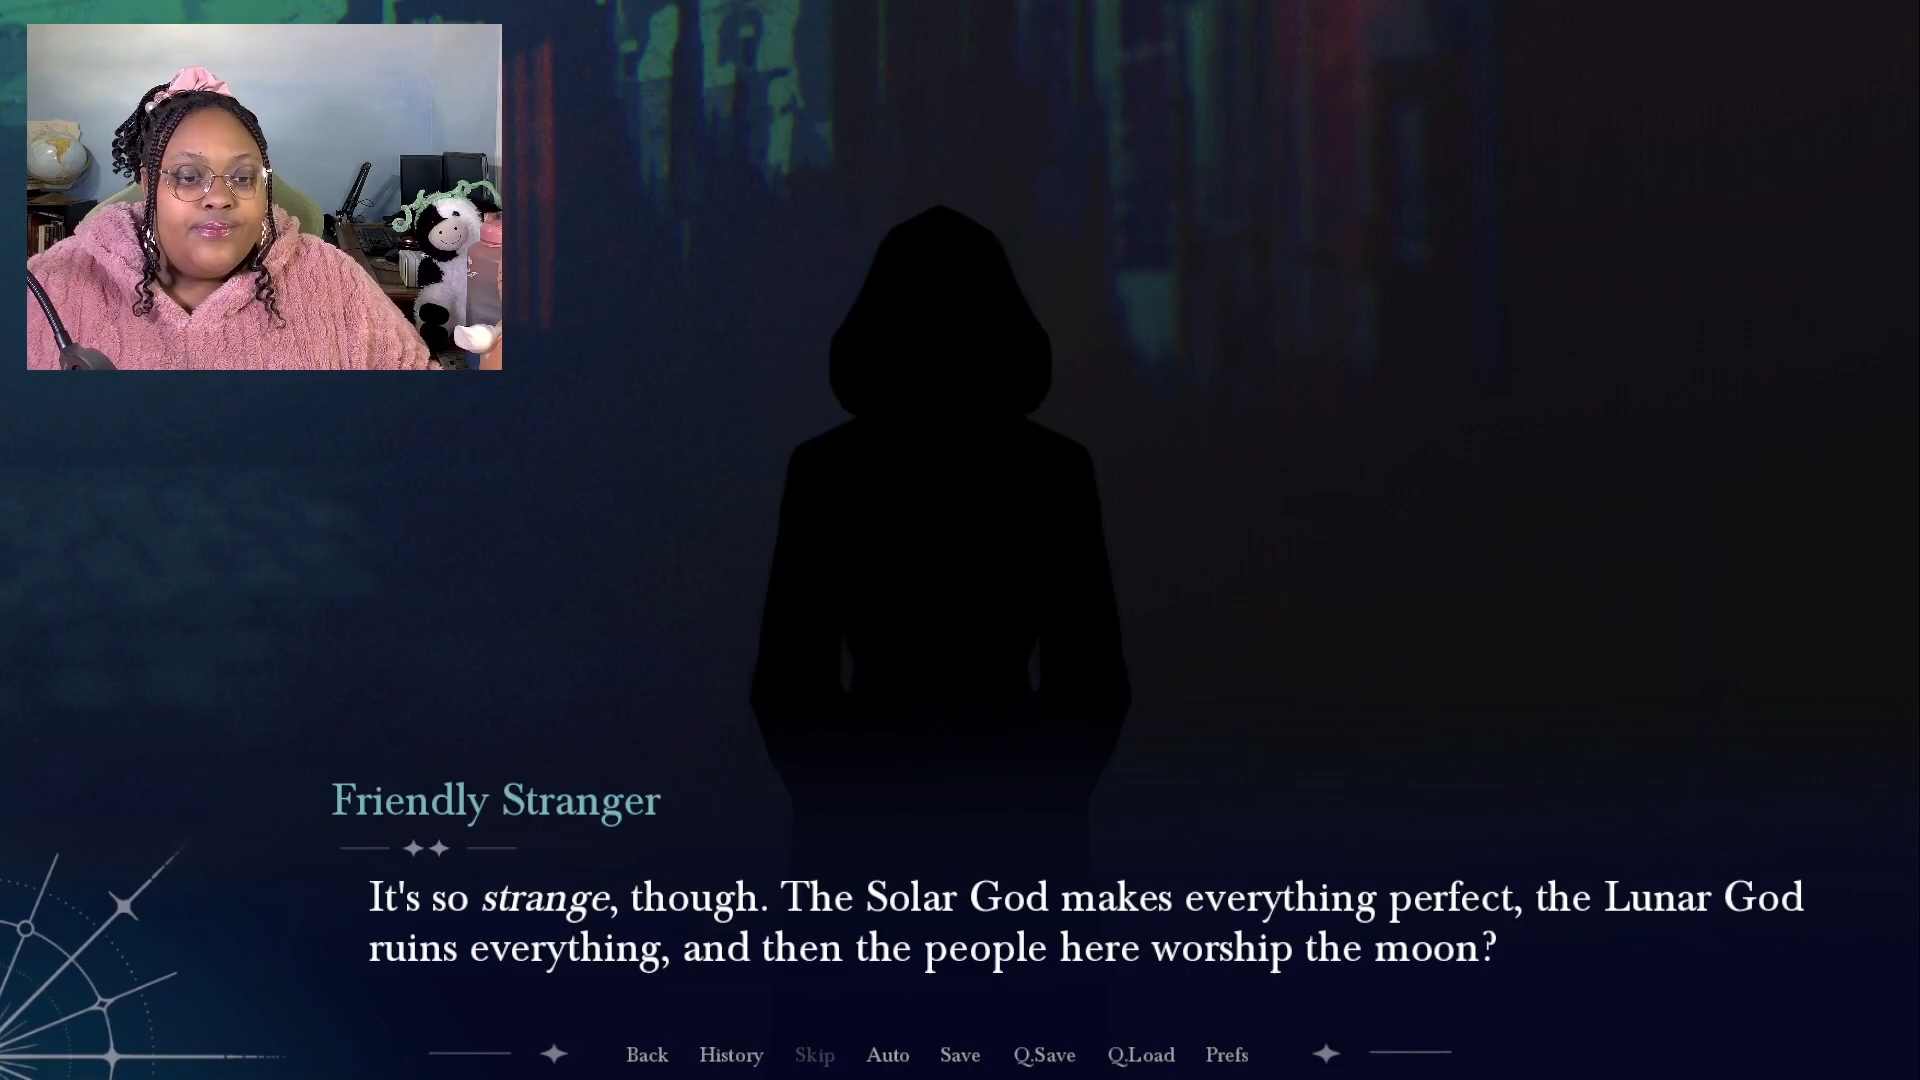 Friendly Stranger
It's so strange, though. The Solar God makes everything perfect, the Lunar God
ruins everything, and then the people here worship the moon?
Back History Skip Auto Save Q.Save Q.Load Prefs